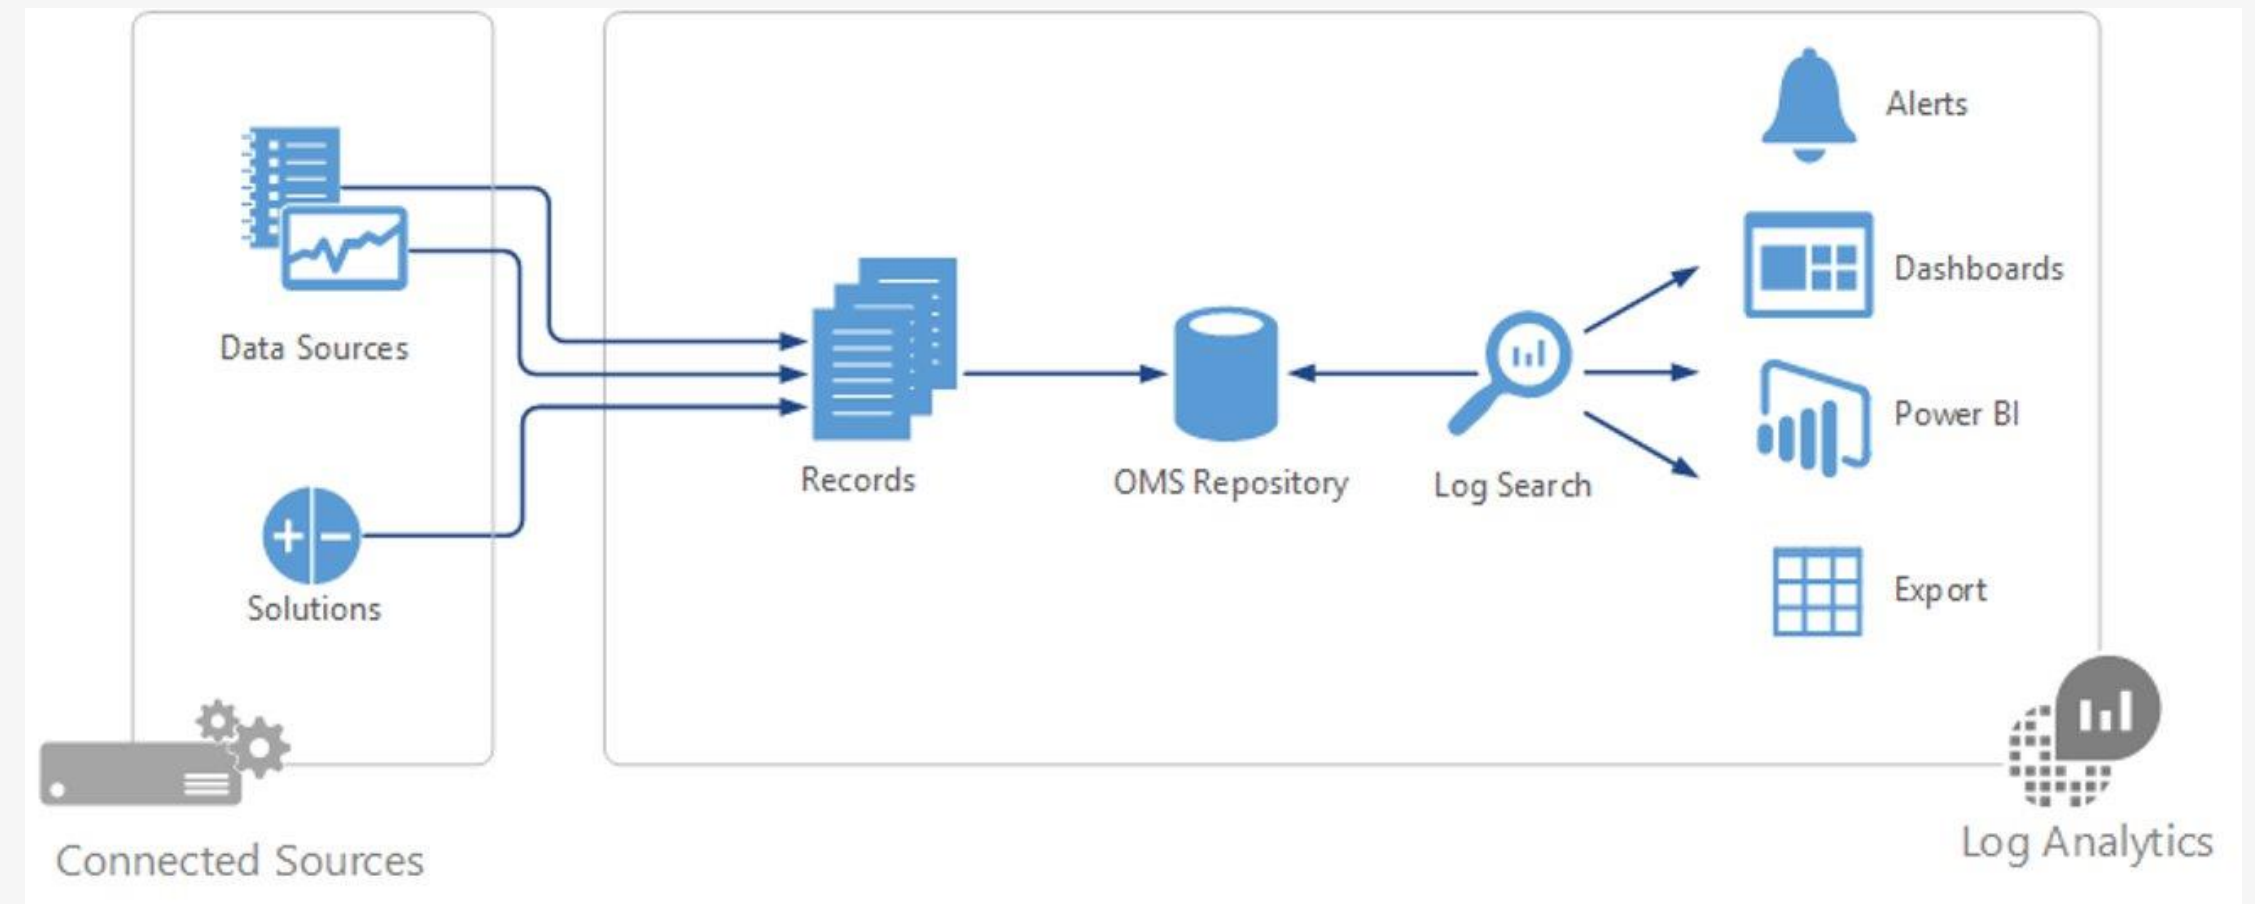 Data Sources
Solutions
Connected Sources
Records
OMS Repository
Log Search
Alerts
Dashboards
Power BI
Export
Log Analytics